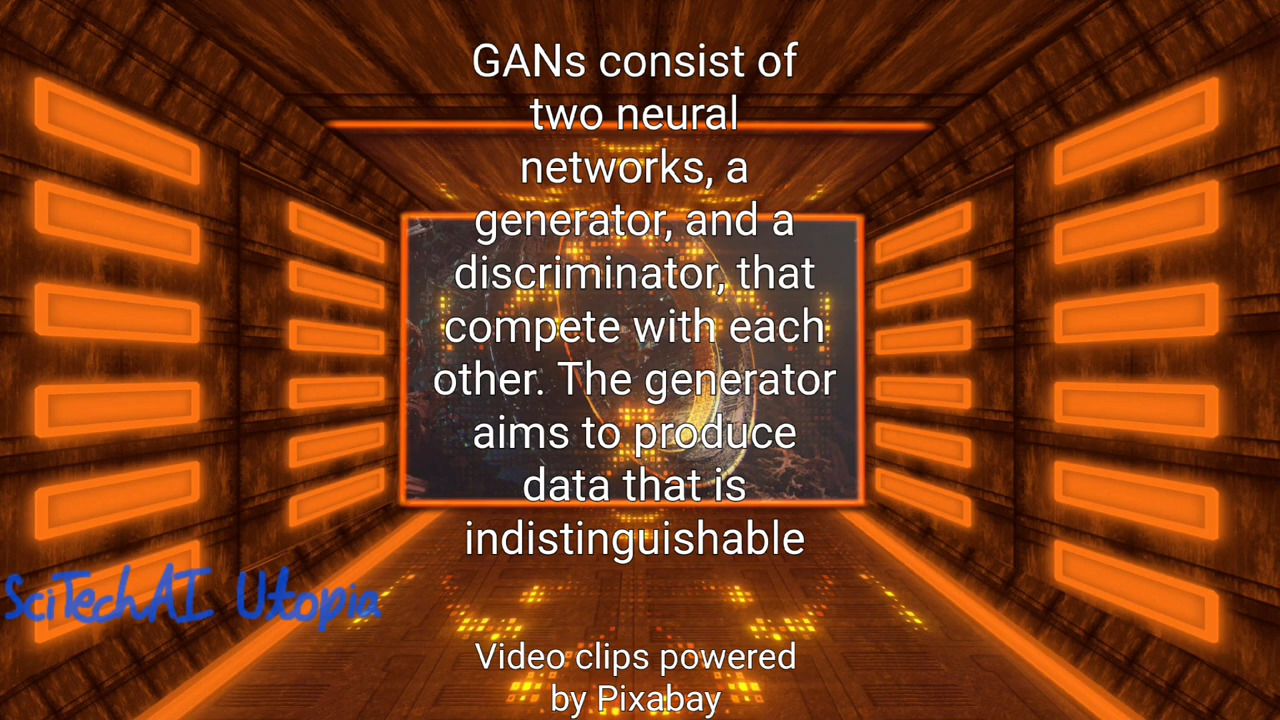 GANs consist of
two neural
networks, a
generator, and a
discriminator, that
compete with each
other. The generator
aims to produce
data that is
indistinguishable
SciTechAI Utopia
Video clips powered
by Pixabay